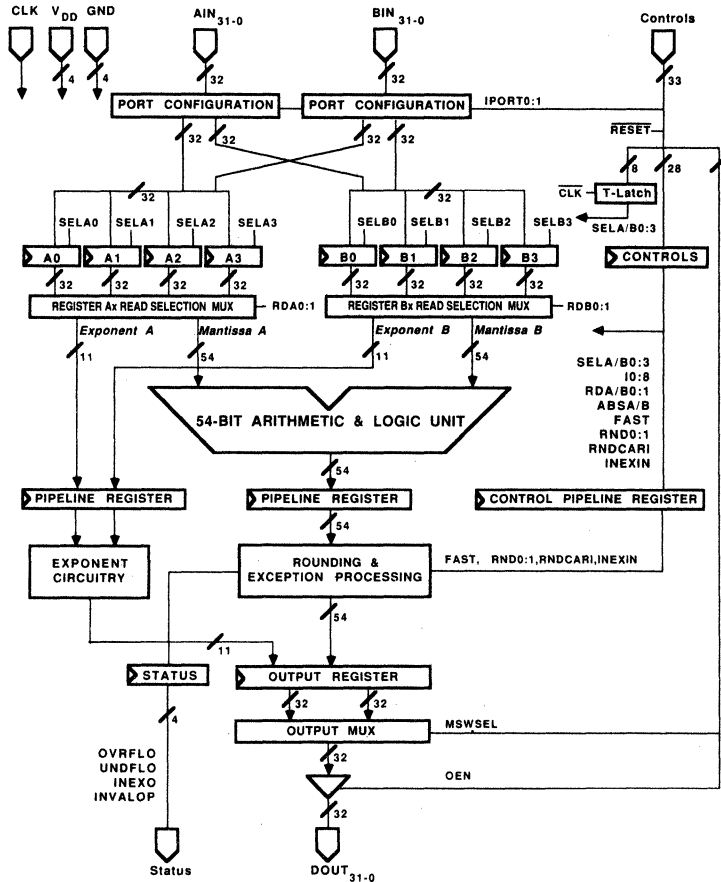 CLK VDD GND AIN31-0 BIN31-0 Controls
4 4 32 32 33
PORT CONFIGURATION PORT CONFIGURATION IPORT0:1
32 32 32 32
RESET
8 28
CLK T-Latch
SELA/B0:3
32 32
SELA0 SELA1 SELA2 SELA3 SELB0 SELB1 SELB2 SELB3
A0 A1 A2 A3 B0 B1 B2 B3 CONTROLS
32 32 32 32 32 32 32 32
REGISTER Ax READ SELECTION MUX RDA0:1 REGISTER Bx READ SELECTION MUX RDB0:1
Exponent A Mantissa A Exponent B Mantissa B
11 54 11 54
SELA/B0:3
I0:8
RDA/B0:1
ABSA/B
FAST
RND0:1
RNDCARI
INEXIN
54-BIT ARITHMETIC & LOGIC UNIT
54
PIPELINE REGISTER PIPELINE REGISTER CONTROL PIPELINE REGISTER
54
EXPONENT
CIRCUITRY
ROUNDING &
EXCEPTION PROCESSING
FAST, RND0:1,RNDCARI,INEXIN
54
11
STATUS OUTPUT REGISTER
4 32 32
OUTPUT MUX MSWSEL
32
OVRFLO
UNDFLO
INEXO
INVALOP
OEN
32
Status DOUT31-0